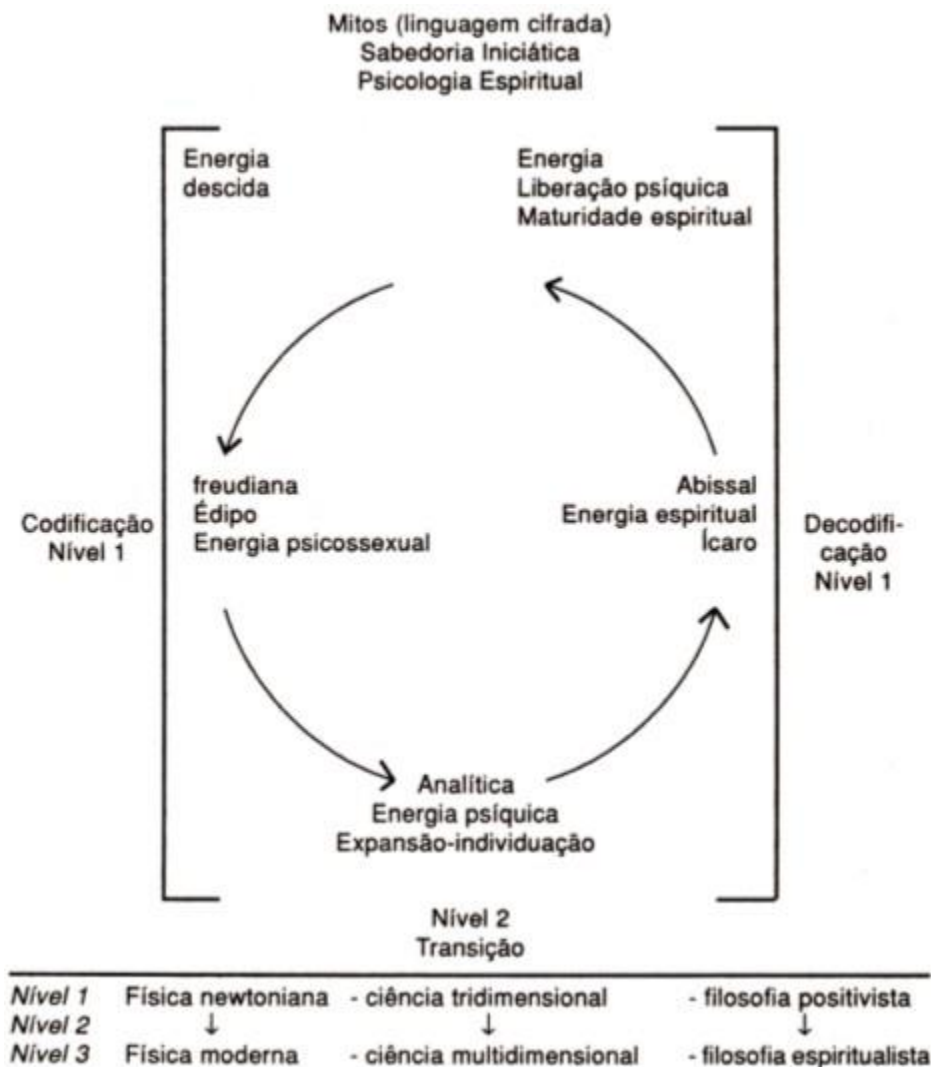 Mitos (linguagem cifrada)
Sabedoria Iniciática
Psicologia Espiritual
Energia
descida
Energia
Liberação psíquica
Maturidade espiritual
Codificação
Nível 1
freudiana
Édipo
Energia psicossexual
Abissal
Energia espiritual
Ícaro
Decodifi-
cação
Nível 1
Analítica
Energia psíquica
Expansão-individuação
Nível 2
Transição
Nível 1 Física newtoniana - ciência tridimensional - filosofia positivista
Nível 2 ↓ ↓ ↓
Nível 3 Física moderna - ciência multidimensional - filosofia espiritualista